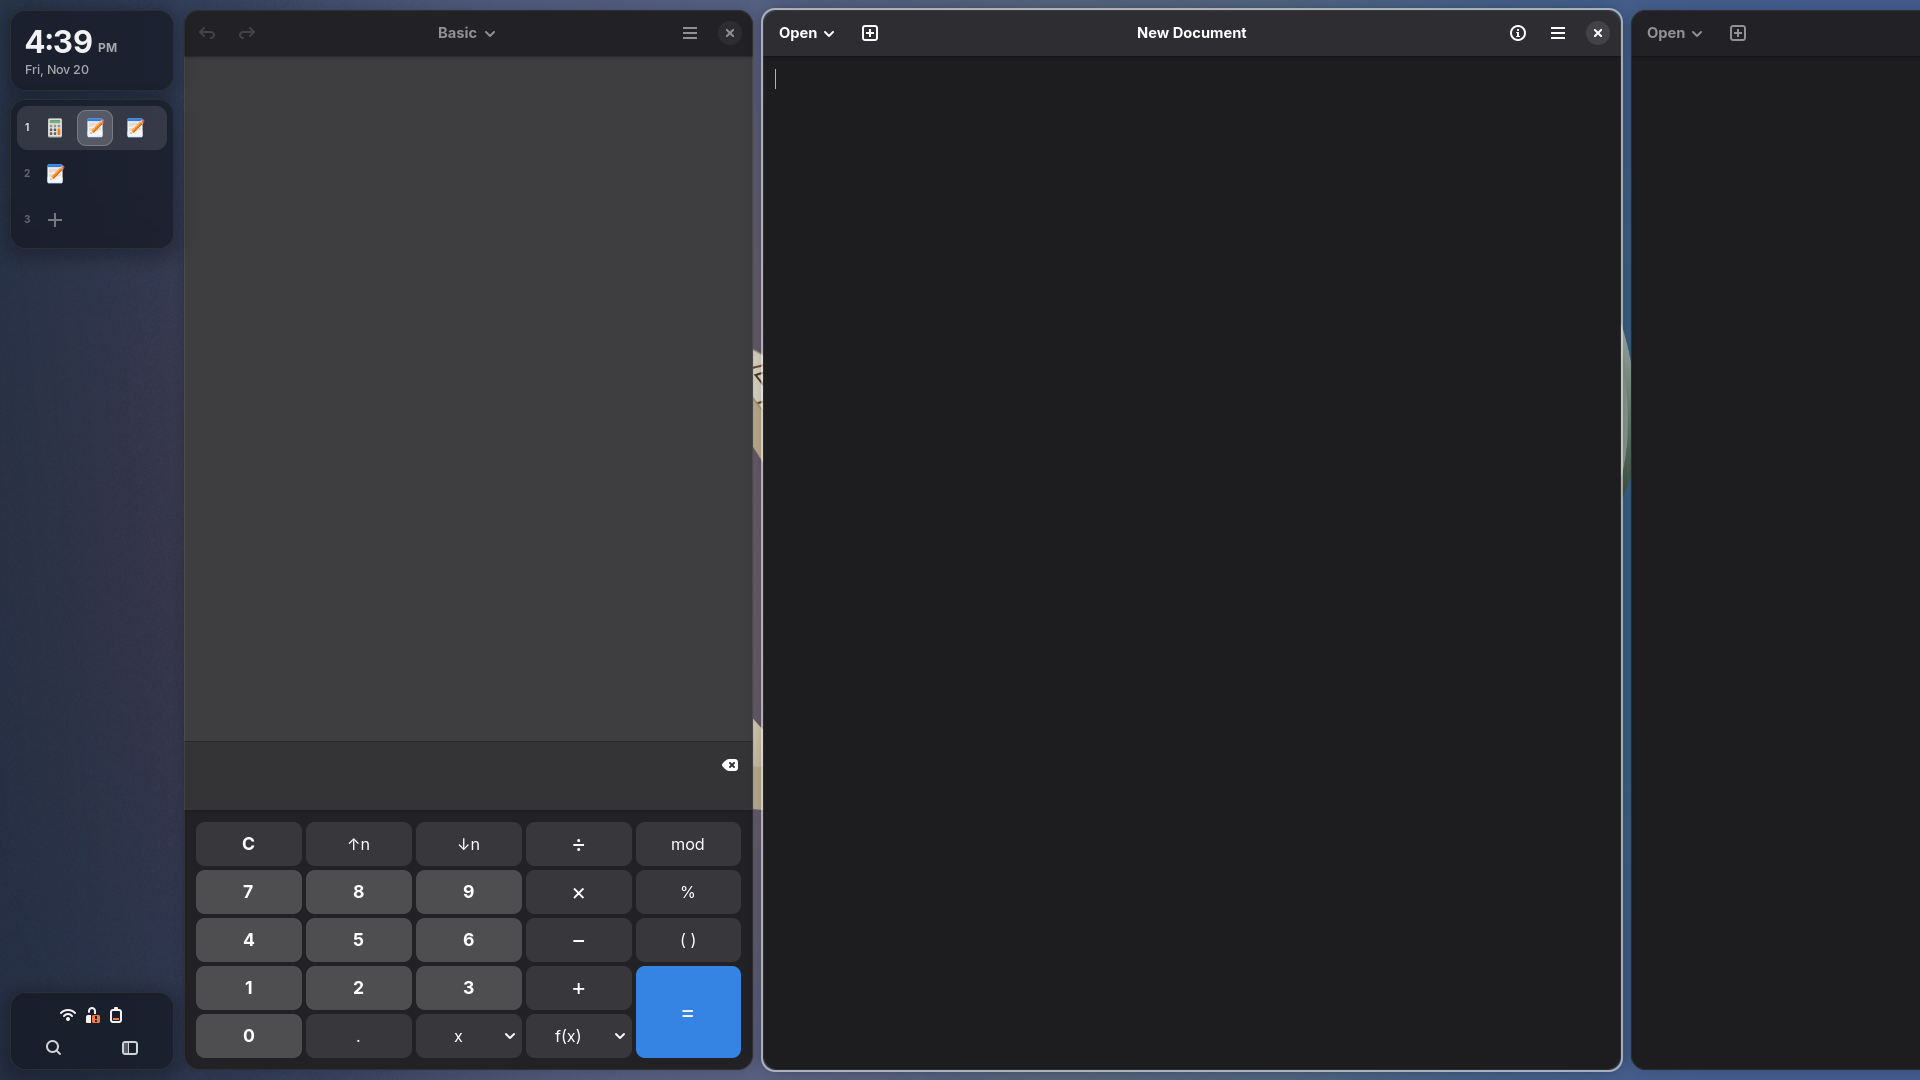 4:39 PM
Fri, Nov 20
1
2
3
Basic
C ↑n ↓n ÷ mod
7 8 9 × %
4 5 6 − ( )
1 2 3 +
=
0 . x f(x)
Open
New Document
Open